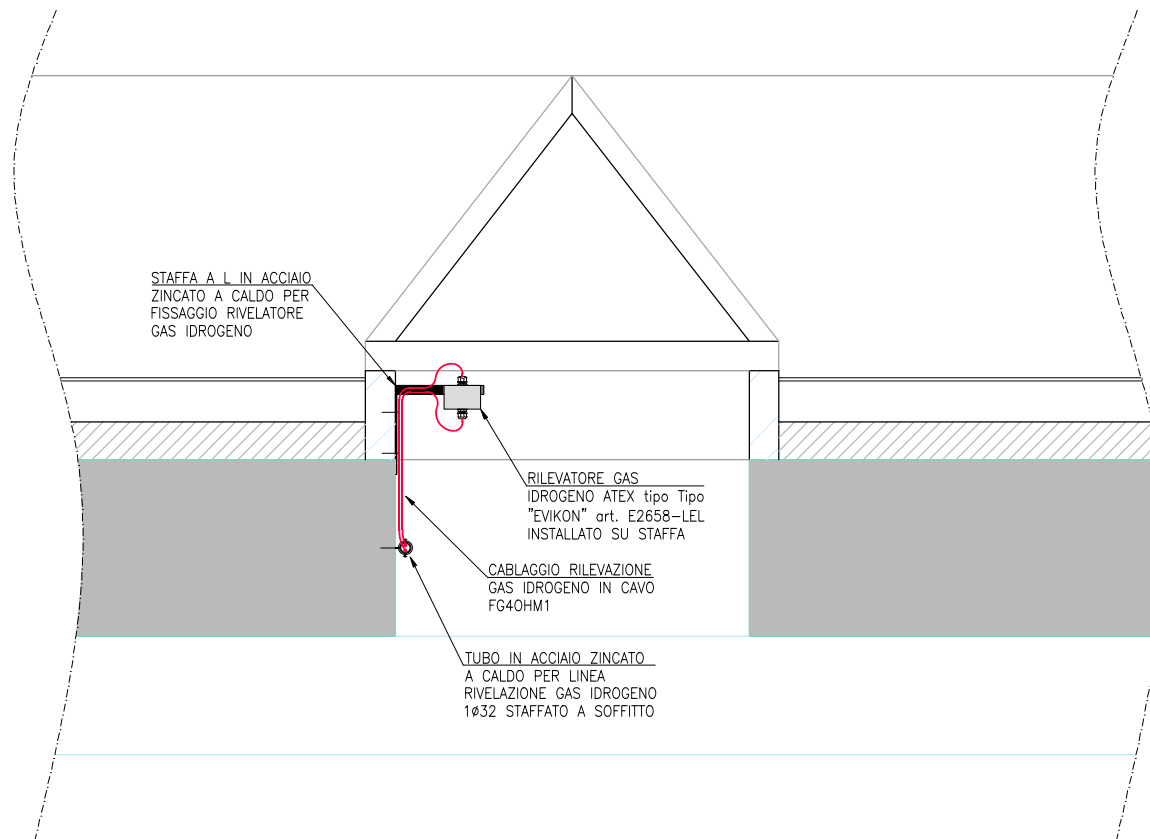 STAFFA A L IN ACCIAIO
ZINCATO A CALDO PER
FISSAGGIO RIVELATORE
GAS IDROGENO
RILEVATORE GAS
IDROGENO ATEX tipo Tipo
"EVIKON" art. E2658-LEL
INSTALLATO SU STAFFA
CABLAGGIO RILEVAZIONE
GAS IDROGENO IN CAVO
FG4OHM1
TUBO IN ACCIAIO ZINCATO
A CALDO PER LINEA
RIVELAZIONE GAS IDROGENO
1ø32 STAFFATO A SOFFITTO